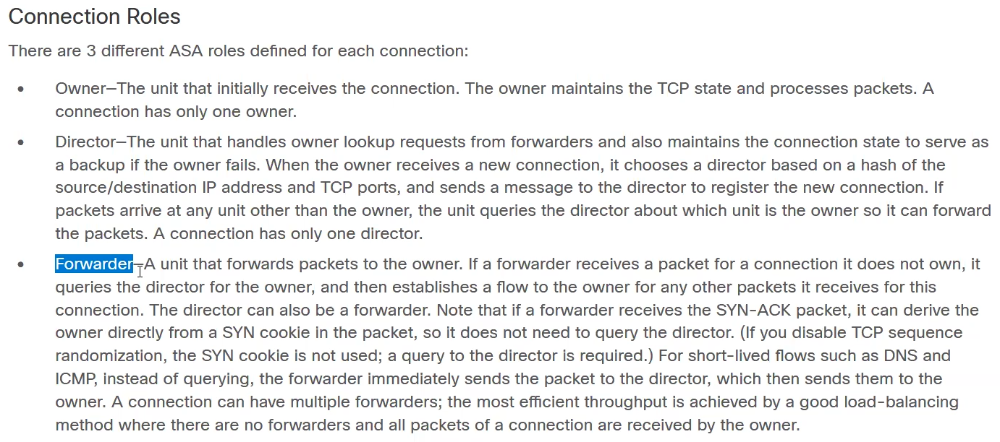 Connection Roles
There are 3 different ASA roles defined for each connection:
• Owner—The unit that initially receives the connection. The owner maintains the TCP state and processes packets. A
connection has only one owner.
• Director—The unit that handles owner lookup requests from forwarders and also maintains the connection state to serve as
a backup if the owner fails. When the owner receives a new connection, it chooses a director based on a hash of the
source/destination IP address and TCP ports, and sends a message to the director to register the new connection. If
packets arrive at any unit other than the owner, the unit queries the director about which unit is the owner so it can forward
the packets. A connection has only one director.
• Forwarder—A unit that forwards packets to the owner. If a forwarder receives a packet for a connection it does not own, it
queries the director for the owner, and then establishes a flow to the owner for any other packets it receives for this
connection. The director can also be a forwarder. Note that if a forwarder receives the SYN-ACK packet, it can derive the
owner directly from a SYN cookie in the packet, so it does not need to query the director. (If you disable TCP sequence
randomization, the SYN cookie is not used; a query to the director is required.) For short-lived flows such as DNS and
ICMP, instead of querying, the forwarder immediately sends the packet to the director, which then sends them to the
owner. A connection can have multiple forwarders; the most efficient throughput is achieved by a good load-balancing
method where there are no forwarders and all packets of a connection are received by the owner.